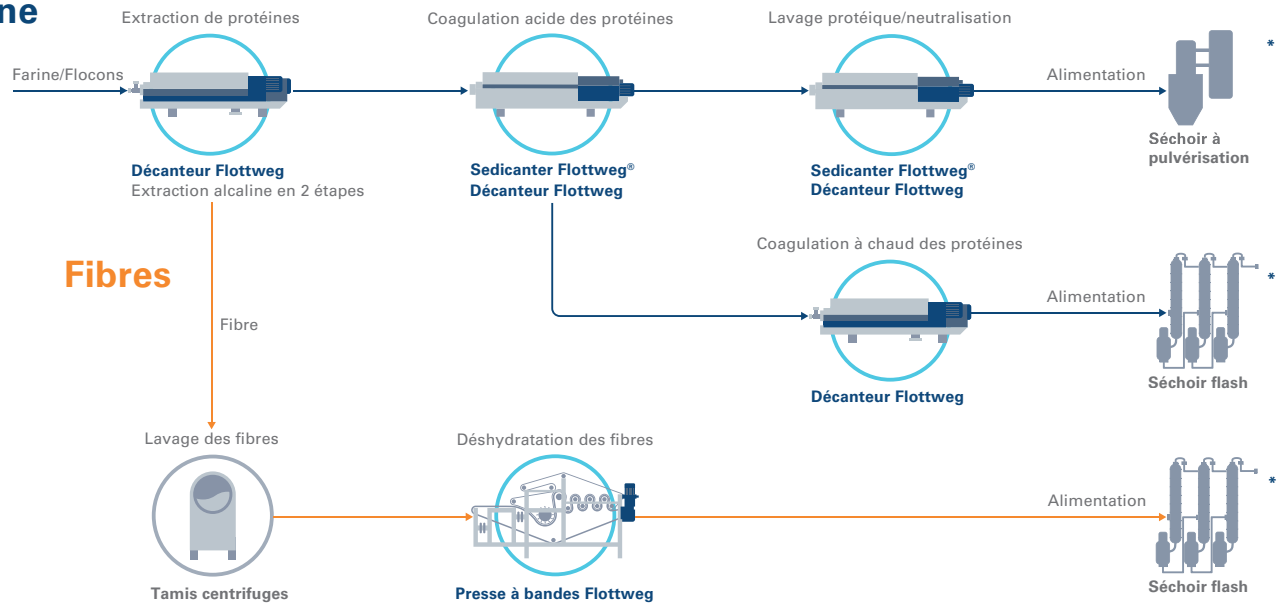 ne
Extraction de protéines
Coagulation acide des protéines
Lavage protéique/neutralisation
*
Farine/Flocons
Alimentation
Séchoir à
pulvérisation
Décanteur Flottweg
Extraction alcaline en 2 étapes
Sedicanter Flottweg®
Décanteur Flottweg
Sedicanter Flottweg®
Décanteur Flottweg
Fibres
Fibre
Coagulation à chaud des protéines
Alimentation
*
Séchoir flash
Décanteur Flottweg
Lavage des fibres
Déshydratation des fibres
Alimentation
*
Tamis centrifuges
Presse à bandes Flottweg
Séchoir flash